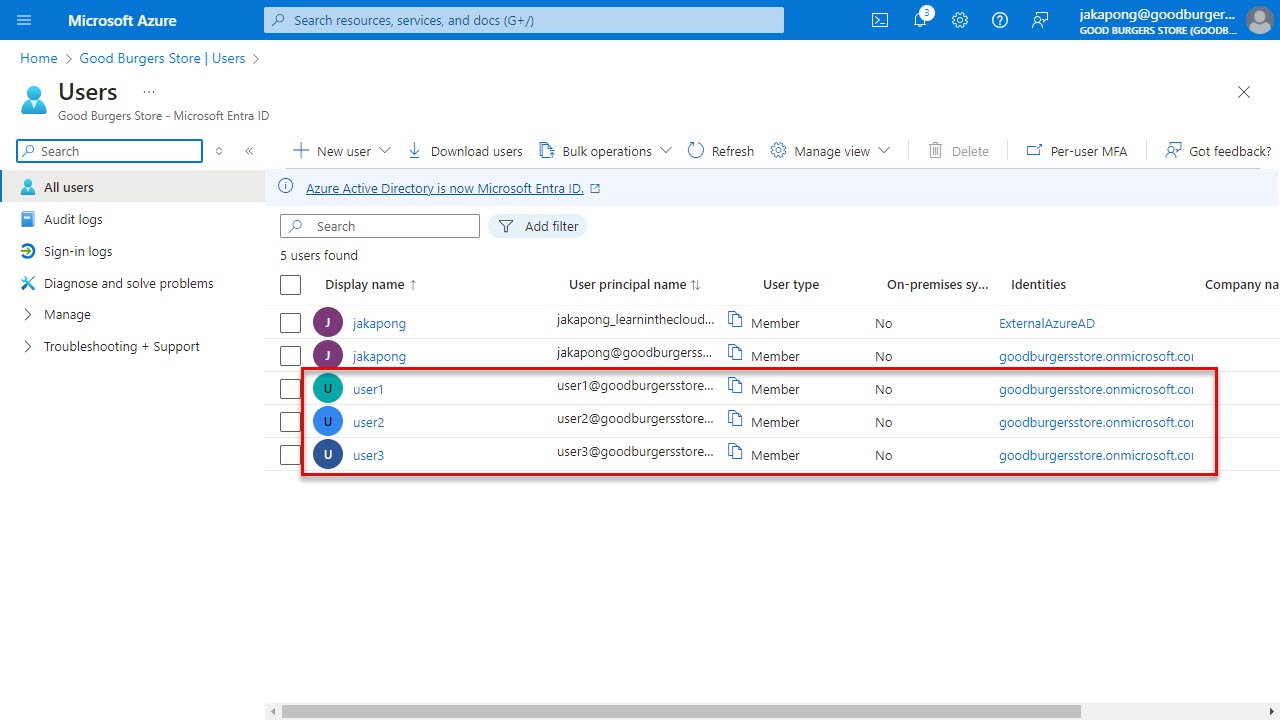 Microsoft Azure
Search resources, services, and docs (G+/)
3
jakapong@goodburger...
GOOD BURGERS STORE (GOODB...
Home > Good Burgers Store | Users >
Users ...
Good Burgers Store - Microsoft Entra ID
Search
New user
Download users
Bulk operations
Refresh
Manage view
Delete
Per-user MFA
Got feedback?
All users
Audit logs
Sign-in logs
Diagnose and solve problems
Manage
Troubleshooting + Support
Azure Active Directory is now Microsoft Entra ID.
Search
Add filter
5 users found
Display name ↑ User principal name ↑↓ User type On-premises sy... Identities Company na
J jakapong jakapong_learninthecloud... Member No ExternalAzureAD
J jakapong jakapong@goodburgerss... Member No goodburgersstore.onmicrosoft.co
U user1 user1@goodburgersstore... Member No goodburgersstore.onmicrosoft.co
U user2 user2@goodburgersstore... Member No goodburgersstore.onmicrosoft.co
U user3 user3@goodburgersstore... Member No goodburgersstore.onmicrosoft.co